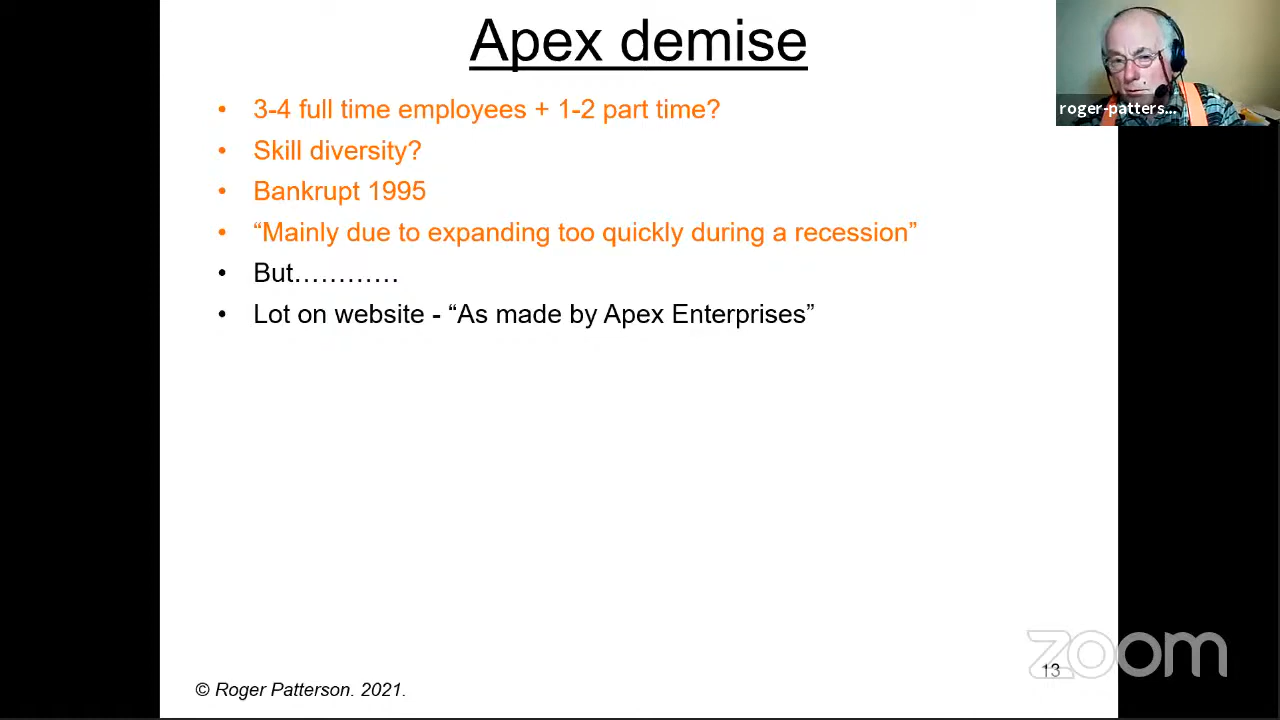 Apex demise
roger-patters...
• 3-4 full time employees + 1-2 part time?
• Skill diversity?
• Bankrupt 1995
• “Mainly due to expanding too quickly during a recession”
• But…………
• Lot on website - “As made by Apex Enterprises”
zoom
13
© Roger Patterson. 2021.